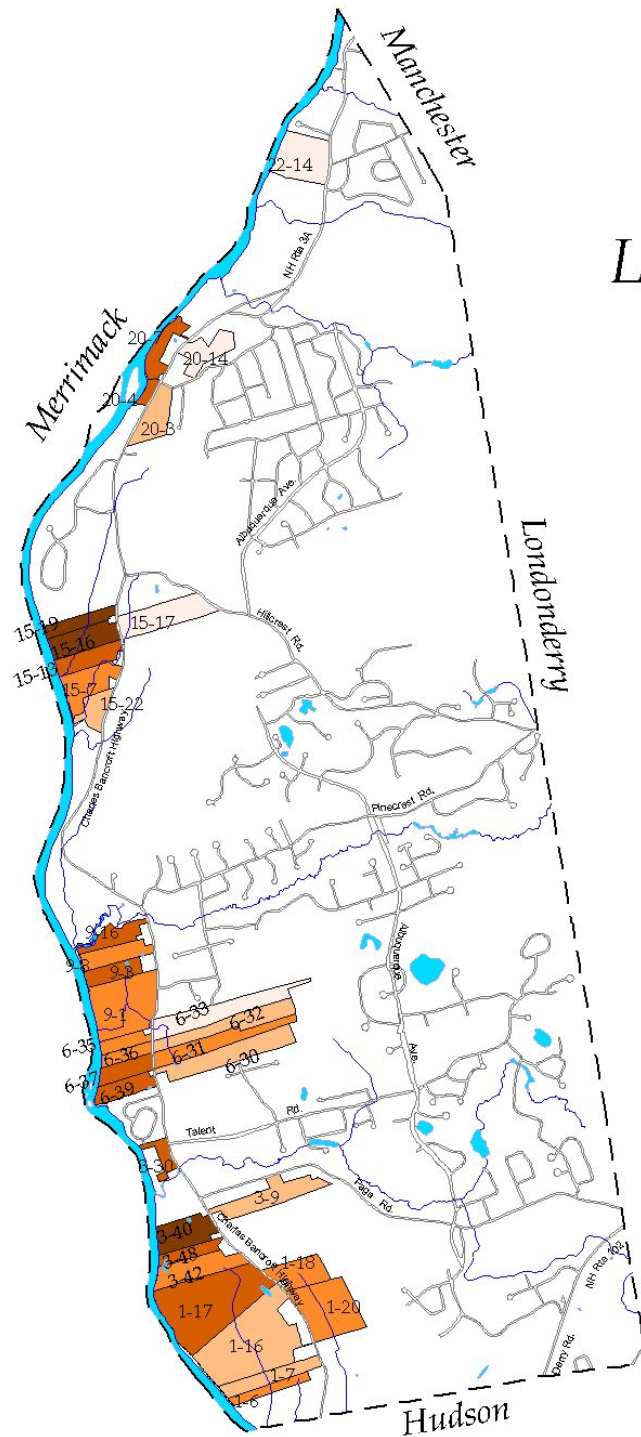 Manchester
22-14
NH Rte 3A
L
20-7
20-14
Merrimack
20-4
20-3
Albuquerque Ave.
Londonderry
15-19
15-17
15-16
Hillcrest Rd.
15-7
15-22
Charles Bancroft Highway
Pinecrest Rd.
9-16
9-8
9-3
Albuquerque
Ave.
9-1
6-33
6-32
6-35
6-36
6-31
6-30
6-37
6-39
Talent Rd.
3-9
Page Rd.
3-40
3-48
Charles Bancroft Highway
3-42
1-18
NH Rte 102
1-17
1-20
1-16
Derry Rd.
1-7
1-6
Hudson